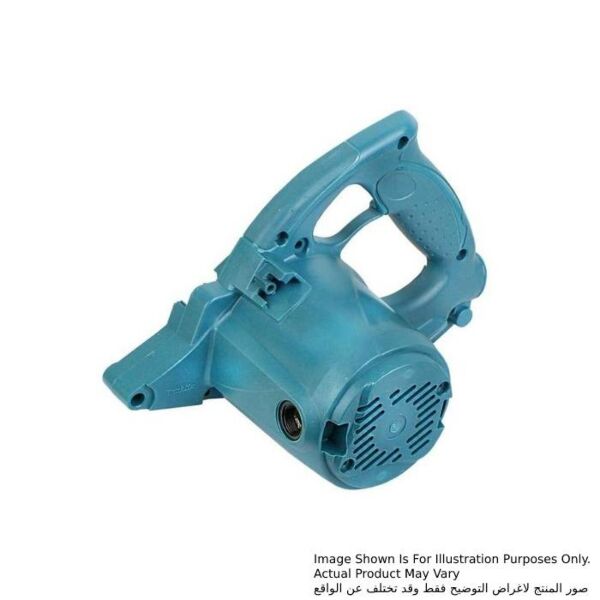 Image Shown Is For Illustration Purposes Only.
Actual Product May Vary
صور المنتج لاغراض التوضيح فقط وقد تختلف عن الواقع